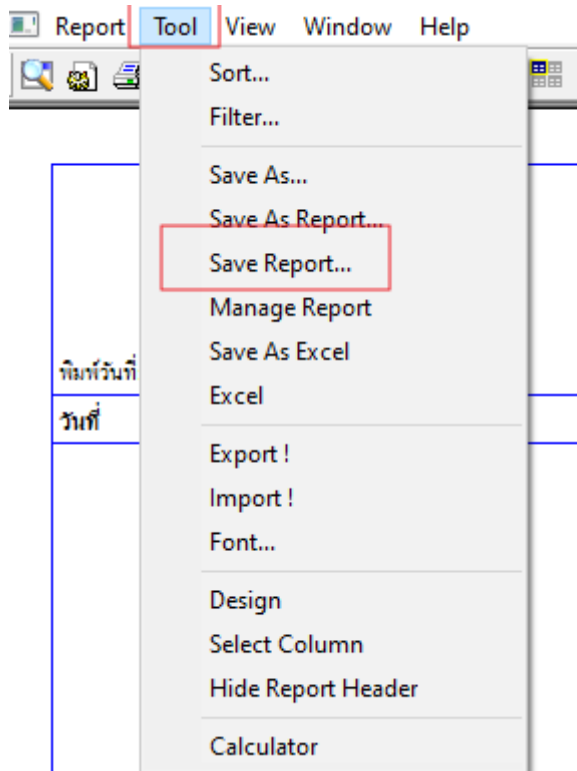 Report Tool View Window Help
Sort...
Filter...
Save As...
Save As Report...
Save Report...
Manage Report
พิมพ์วันที่
Save As Excel
Excel
วันที่
Export !
Import !
Font...
Design
Select Column
Hide Report Header
Calculator